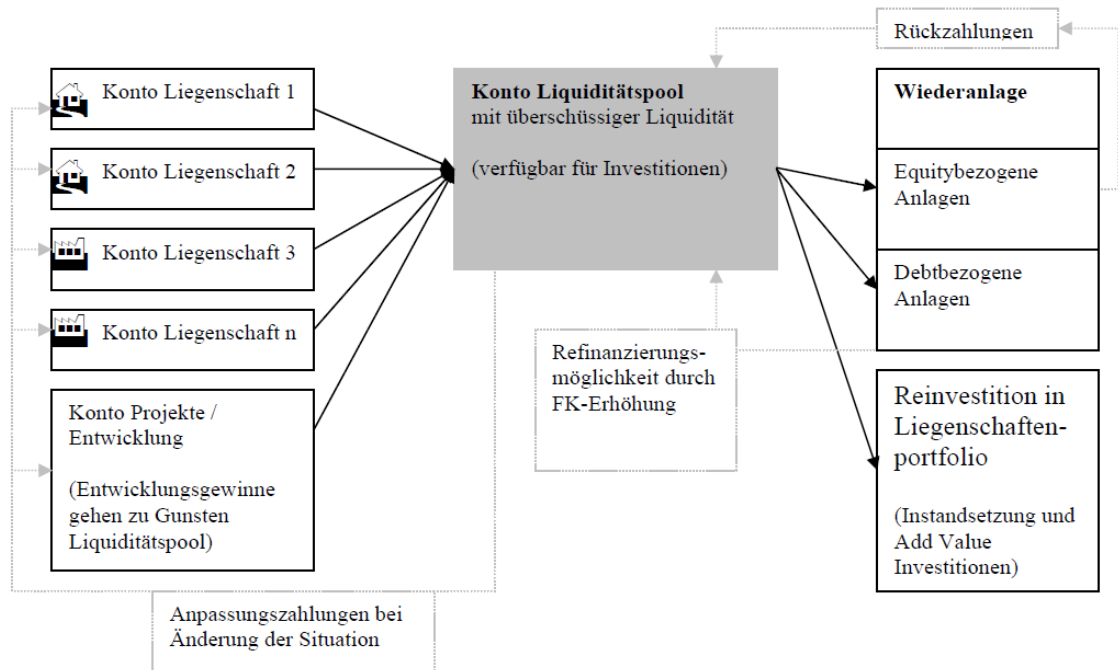 Rückzahlungen
Konto Liegenschaft 1
Konto Liegenschaft 2
Konto Liegenschaft 3
Konto Liegenschaft n
Konto Projekte /
Entwicklung
(Entwicklungsgewinne
gehen zu Gunsten
Liquiditätspool)
Konto Liquiditätspool
mit überschüssiger Liquidität
(verfügbar für Investitionen)
Refinanzierungs-
möglichkeit durch
FK-Erhöhung
Wiederanlage
Equitybezogene
Anlagen
Debtbezogene
Anlagen
Reinvestition in
Liegenschaften-
portfolio
(Instandsetzung und
Add Value
Investitionen)
Anpassungszahlungen bei
Änderung der Situation